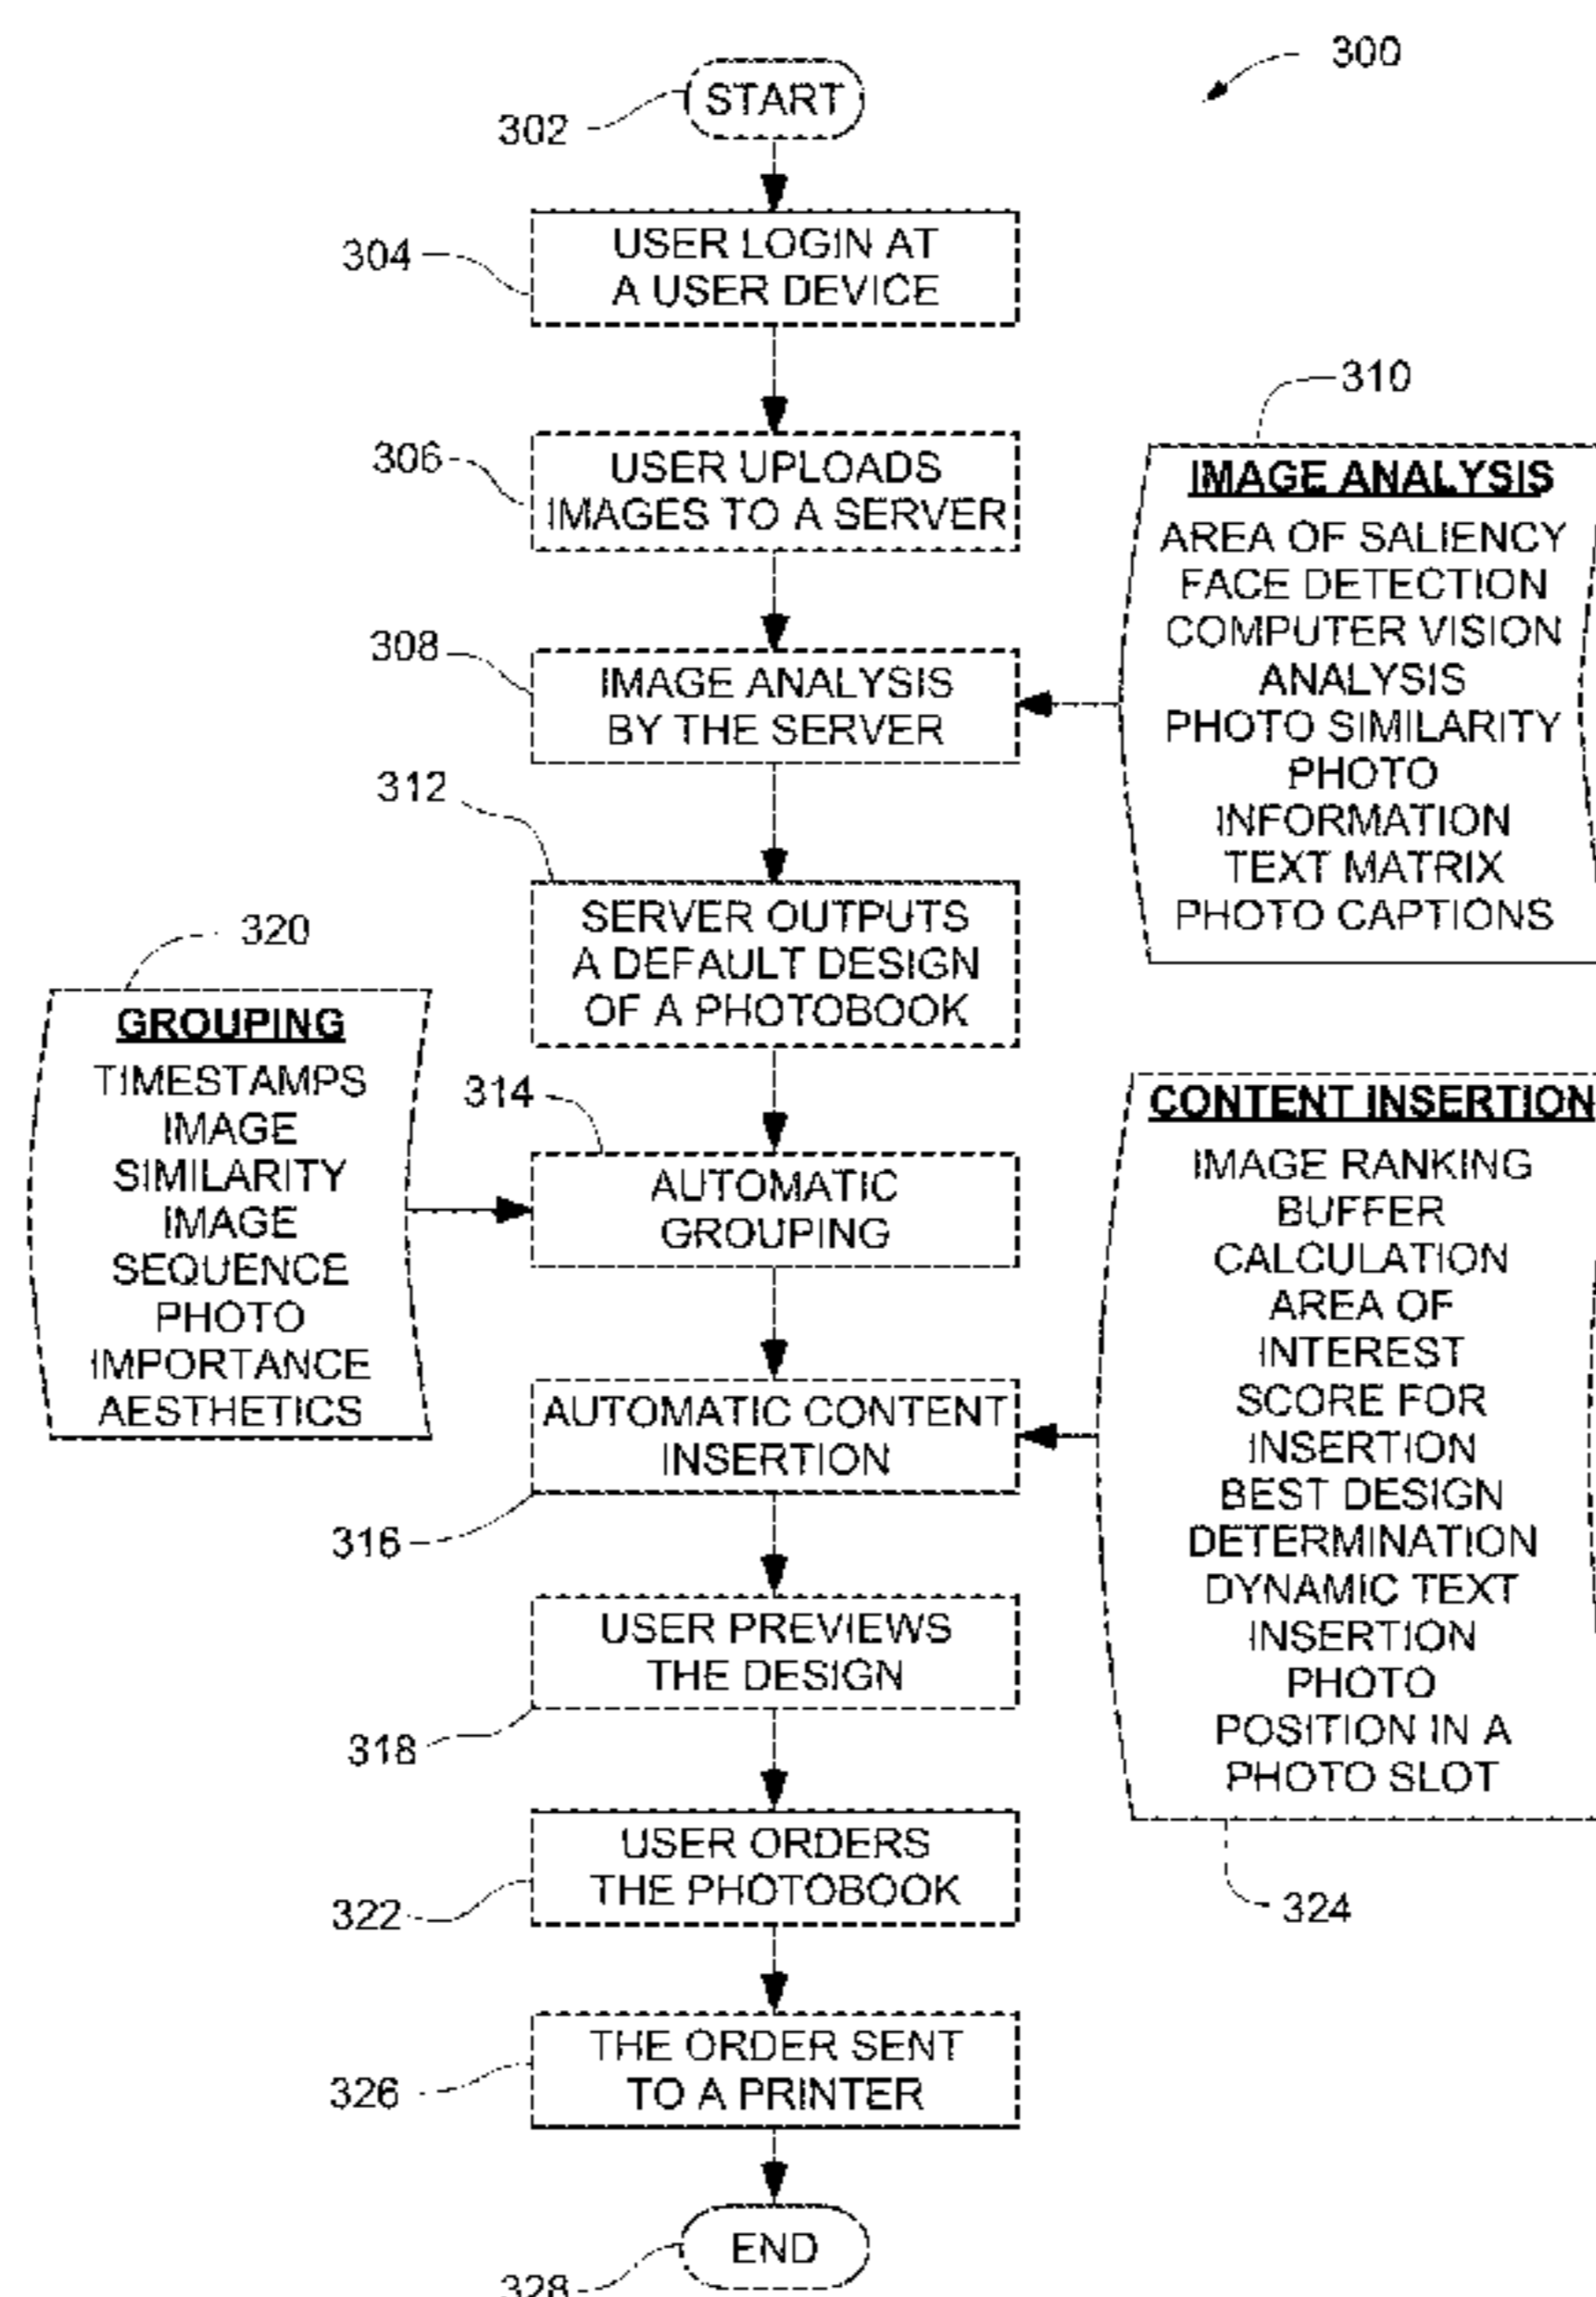 300
302
START
304
USER LOGIN AT
A USER DEVICE
306
USER UPLOADS
IMAGES TO A SERVER
308
IMAGE ANALYSIS
BY THE SERVER
310
IMAGE ANALYSIS
AREA OF SALIENCY
FACE DETECTION
COMPUTER VISION
ANALYSIS
PHOTO SIMILARITY
PHOTO
INFORMATION
TEXT MATRIX
PHOTO CAPTIONS
312
SERVER OUTPUTS
A DEFAULT DESIGN
OF A PHOTOBOOK
320
GROUPING
TIMESTAMPS
IMAGE
SIMILARITY
IMAGE
SEQUENCE
PHOTO
IMPORTANCE
AESTHETICS
314
AUTOMATIC
GROUPING
316
AUTOMATIC CONTENT
INSERTION
CONTENT INSERTION
IMAGE RANKING
BUFFER
CALCULATION
AREA OF
INTEREST
SCORE FOR
INSERTION
BEST DESIGN
DETERMINATION
DYNAMIC TEXT
INSERTION
PHOTO
POSITION IN A
PHOTO SLOT
324
318
USER PREVIEWS
THE DESIGN
322
USER ORDERS
THE PHOTOBOOK
326
THE ORDER SENT
TO A PRINTER
END
328